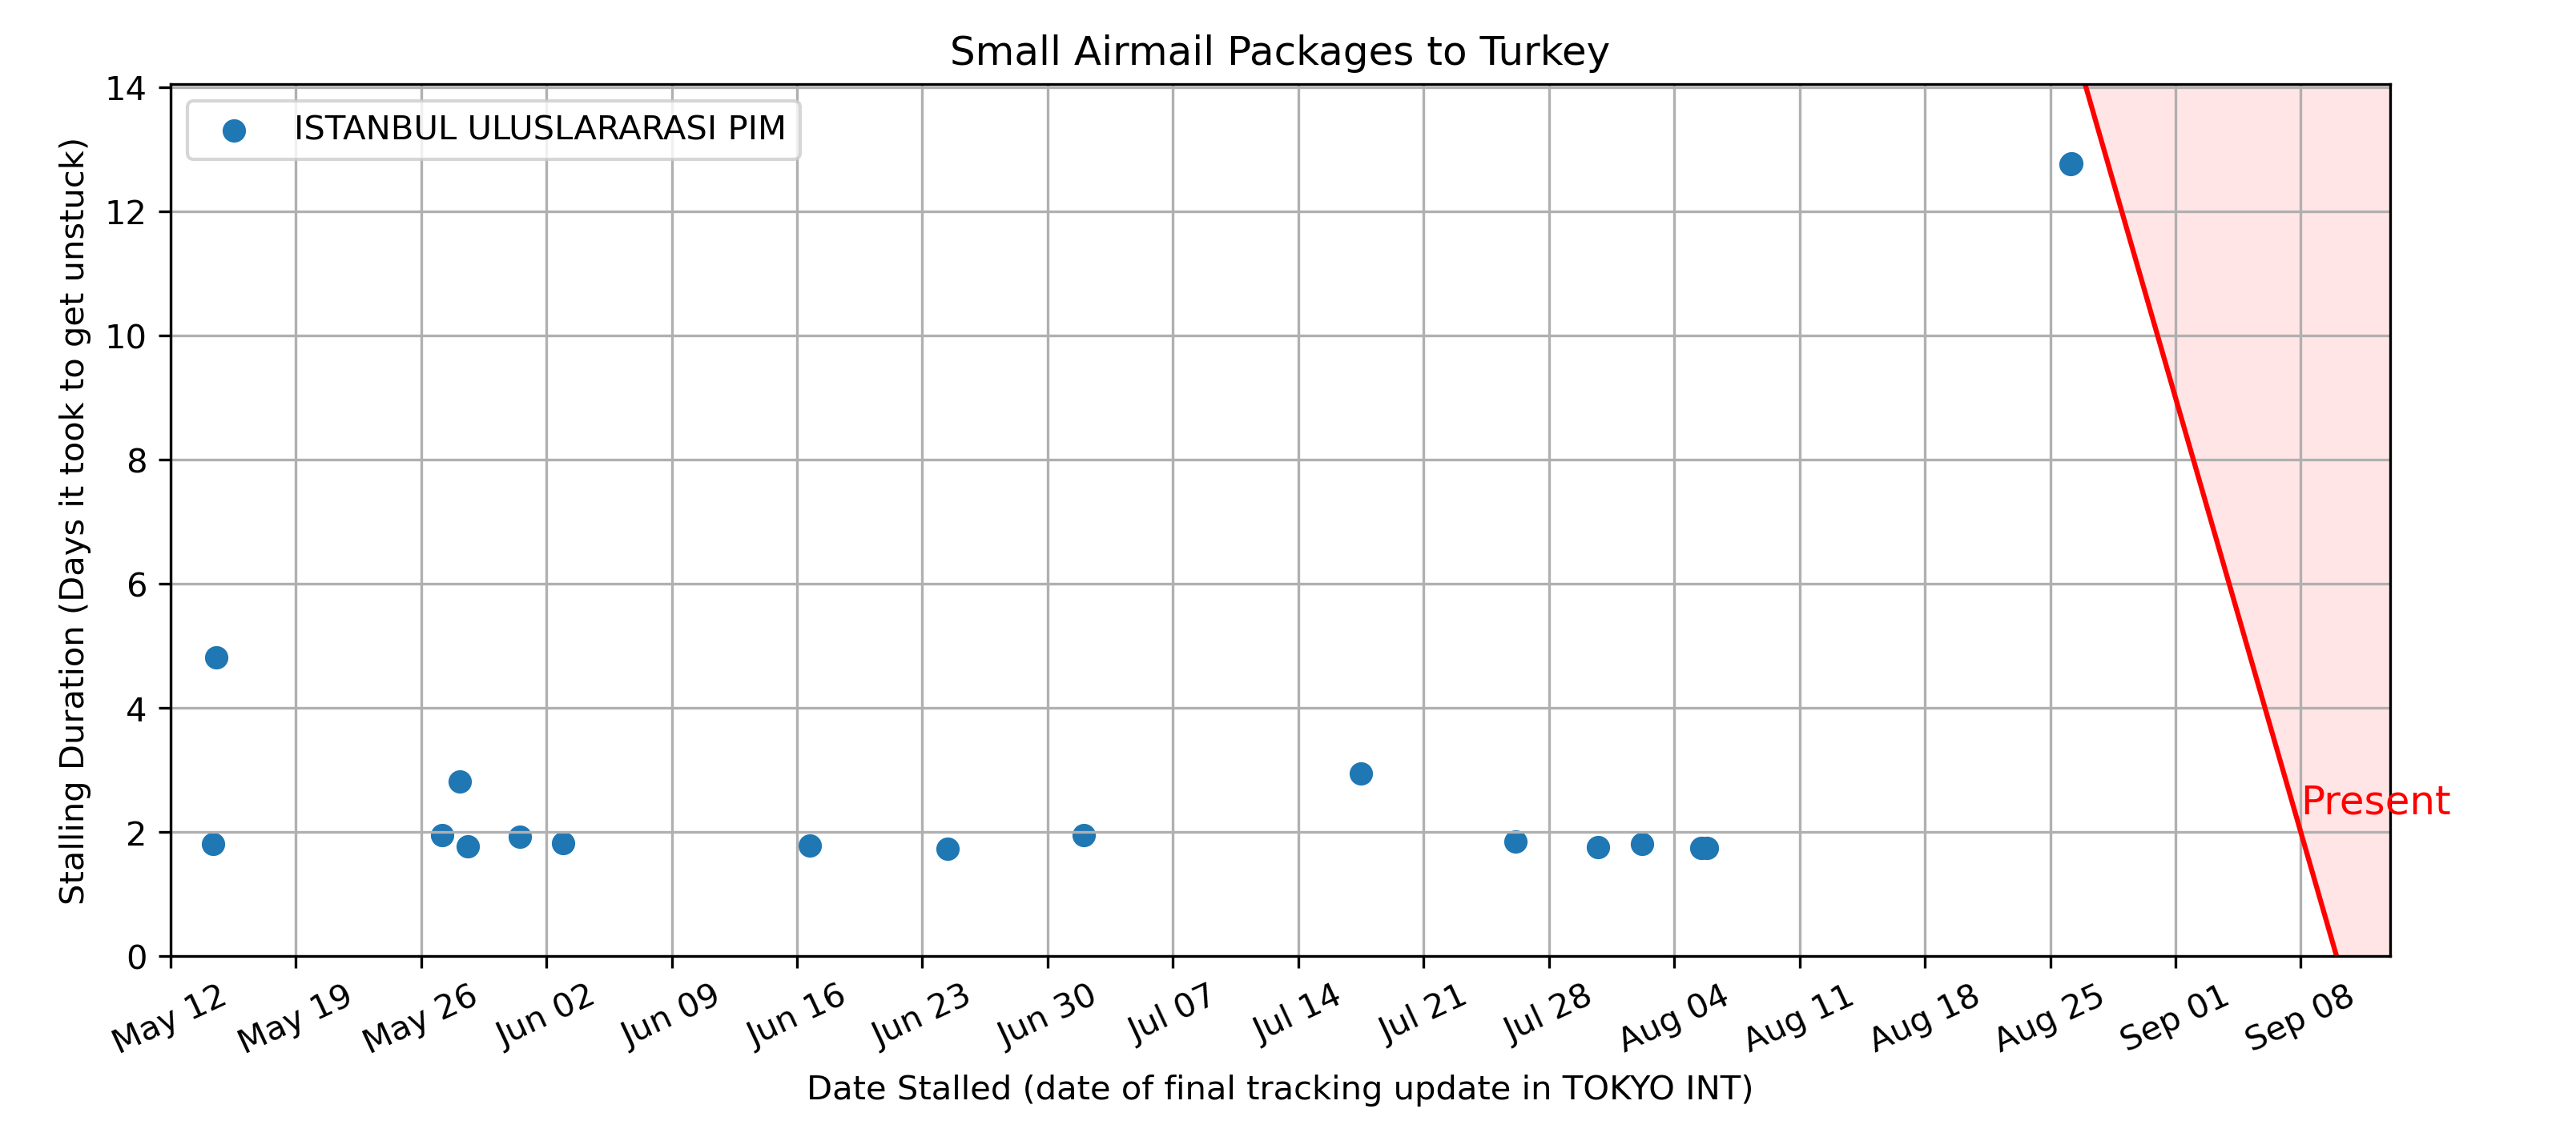 Small Airmail Packages to Turkey
ISTANBUL ULUSLARARASI PIM
Stalling Duration (Days it took to get unstuck)
14
12
10
8
6
4
2
0
Present
May 12
May 19
May 26
Jun 02
Jun 09
Jun 16
Jun 23
Jun 30
Jul 07
Jul 14
Jul 21
Jul 28
Aug 04
Aug 11
Aug 18
Aug 25
Sep 01
Sep 08
Date Stalled (date of final tracking update in TOKYO INT)